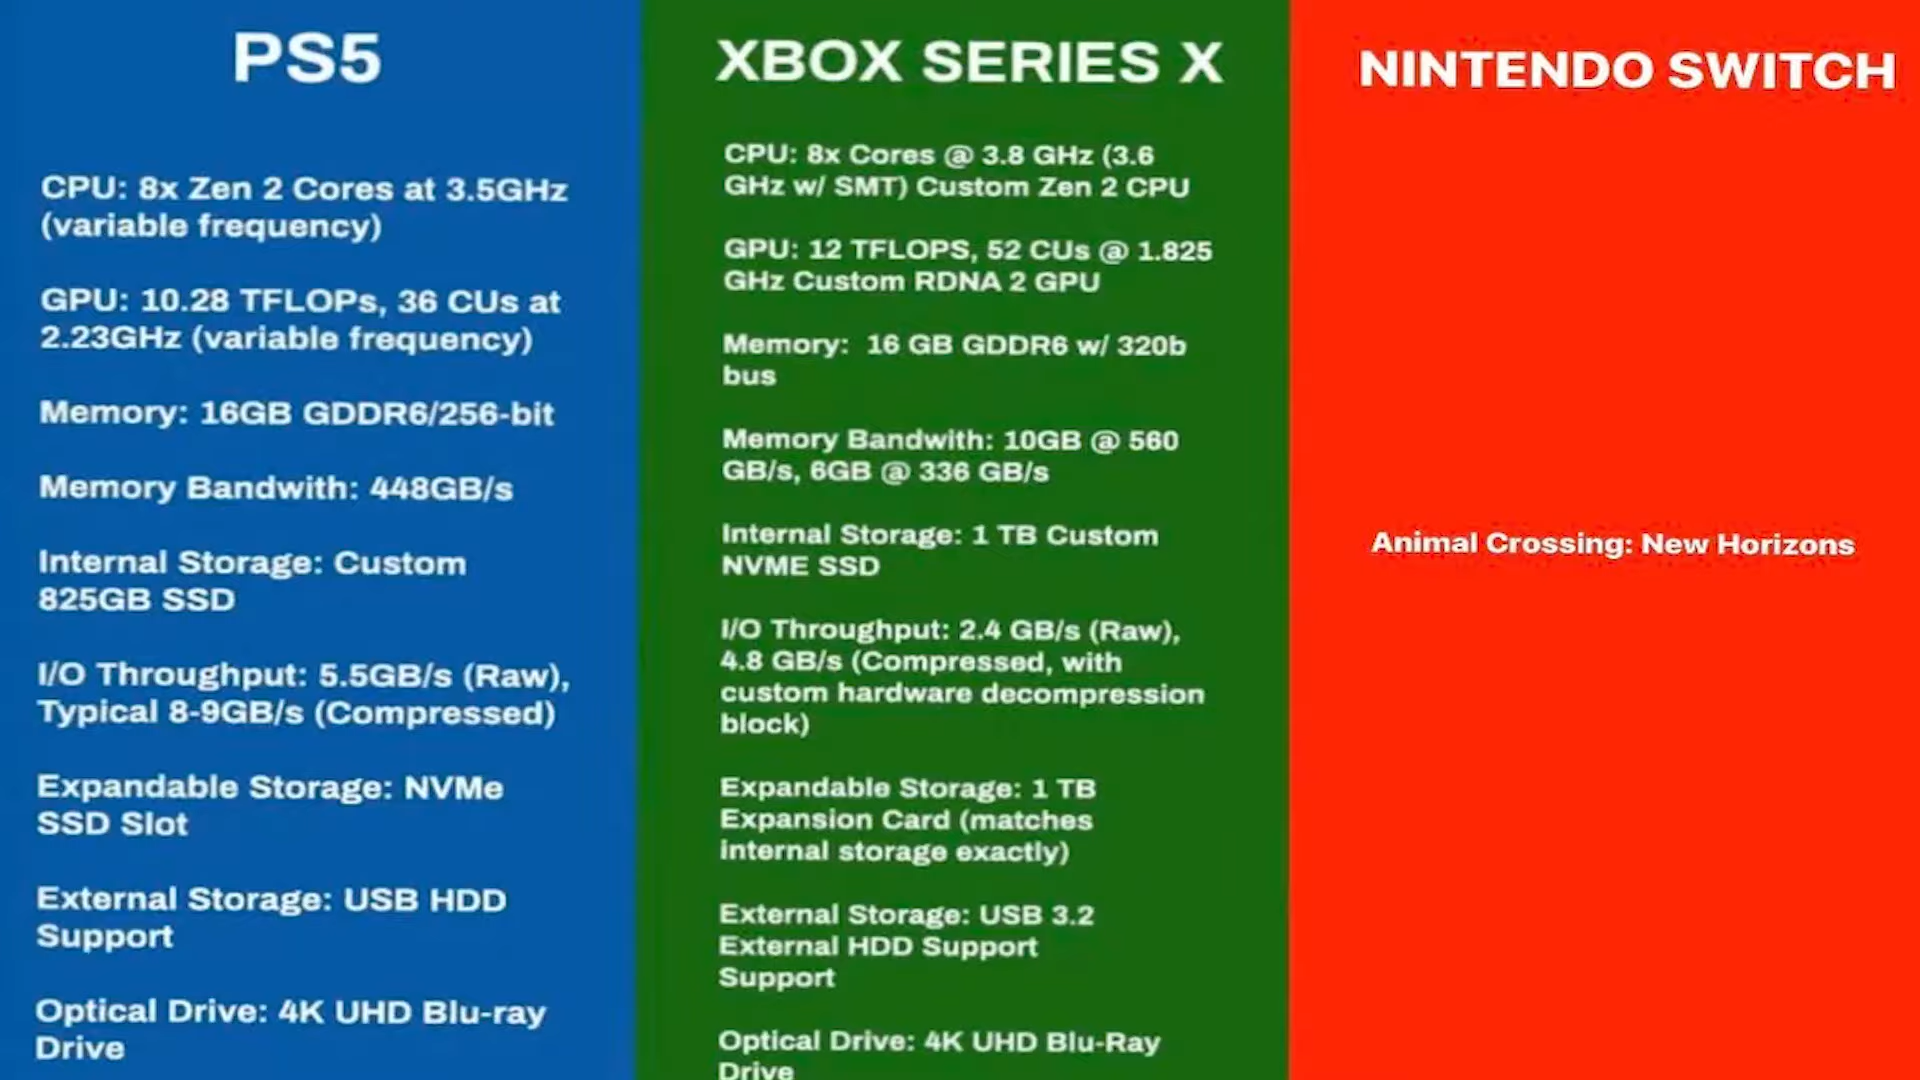 PS5
CPU: 8x Zen 2 Cores at 3.5GHz
(variable frequency)
GPU: 10.28 TFLOPs, 36 CUs at
2.23GHz (variable frequency)
Memory: 16GB GDDR6/256-bit
Memory Bandwith: 448GB/s
Internal Storage: Custom
825GB SSD
I/O Throughput: 5.5GB/s (Raw),
Typical 8-9GB/s (Compressed)
Expandable Storage: NVMe
SSD Slot
External Storage: USB HDD
Support
Optical Drive: 4K UHD Blu-ray
Drive
XBOX SERIES X
CPU: 8x Cores @ 3.8 GHz (3.6
GHz w/ SMT) Custom Zen 2 CPU
GPU: 12 TFLOPS, 52 CUs @ 1.825
GHz Custom RDNA 2 GPU
Memory:  16 GB GDDR6 w/ 320b
bus
Memory Bandwith: 10GB @ 560
GB/s, 6GB @ 336 GB/s
Internal Storage: 1 TB Custom
NVME SSD
I/O Throughput: 2.4 GB/s (Raw),
4.8 GB/s (Compressed, with
custom hardware decompression
block)
Expandable Storage: 1 TB
Expansion Card (matches
internal storage exactly)
External Storage: USB 3.2
External HDD Support
Support
Optical Drive: 4K UHD Blu-Ray
Drive
NINTENDO SWITCH
Animal Crossing: New Horizons